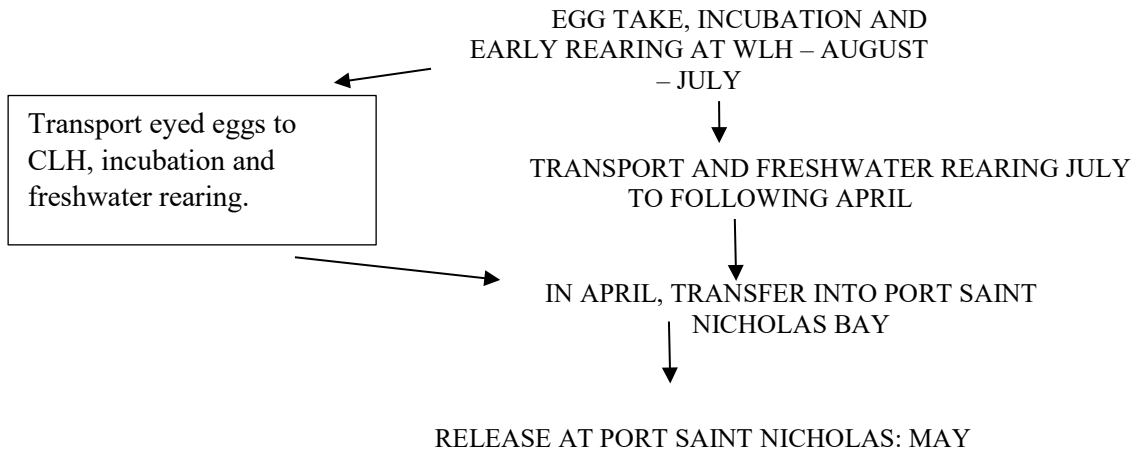 EGG TAKE, INCUBATION AND
EARLY REARING AT WLH – AUGUST
– JULY
Transport eyed eggs to
CLH, incubation and
freshwater rearing.
TRANSPORT AND FRESHWATER REARING JULY
TO FOLLOWING APRIL
IN APRIL, TRANSFER INTO PORT SAINT
NICHOLAS BAY
RELEASE AT PORT SAINT NICHOLAS: MAY